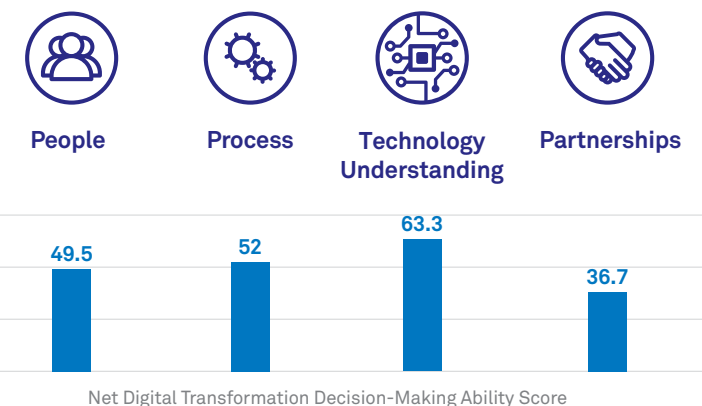 People
Process
Technology
Understanding
Partnerships
49.5
52
63.3
36.7
Net Digital Transformation Decision-Making Ability Score